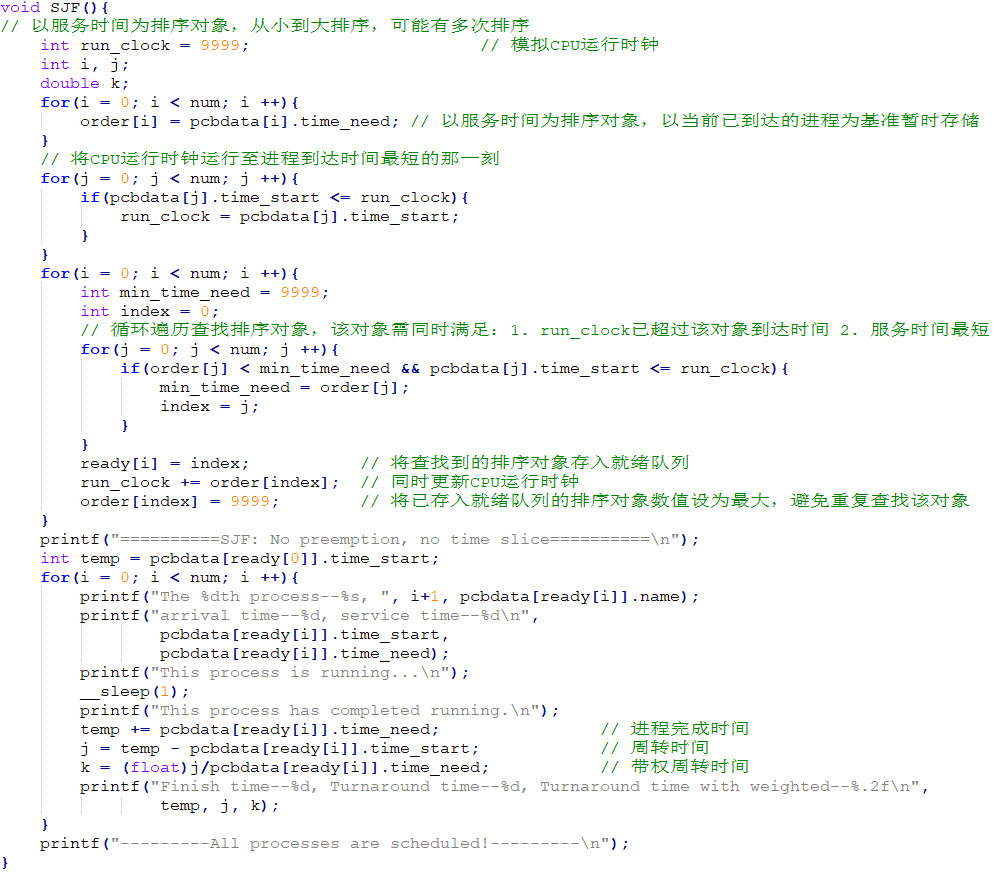 void SJF(){
// 以服务时间为排序对象，从小到大排序，可能有多次排序
    int run_clock = 9999;                       // 模拟CPU运行时钟
    int i, j;
    double k;
    for(i = 0; i < num; i ++){
        order[i] = pcbdata[i].time_need; // 以服务时间为排序对象，以当前已到达的进程为基准暂时存储
    }
    // 将CPU运行时钟运行至进程到达时间最短的那一刻
    for(j = 0; j < num; j ++){
        if(pcbdata[j].time_start <= run_clock){
            run_clock = pcbdata[j].time_start;
        }
    }
    for(i = 0; i < num; i ++){
        int min_time_need = 9999;
        int index = 0;
        // 循环遍历查找排序对象，该对象需同时满足：1. run_clock已超过该对象到达时间 2. 服务时间最短
        for(j = 0; j < num; j ++){
            if(order[j] < min_time_need && pcbdata[j].time_start <= run_clock){
                min_time_need = order[j];
                index = j;
            }
        }
        ready[i] = index;           // 将查找到的排序对象存入就绪队列
        run_clock += order[index];  // 同时更新CPU运行时钟
        order[index] = 9999;        // 将已存入就绪队列的排序对象数值设为最大，避免重复查找该对象
    }
    printf("==========SJF: No preemption, no time slice==========\n");
    int temp = pcbdata[ready[0]].time_start;
    for(i = 0; i < num; i ++){
        printf("The %dth process--%s, ", i+1, pcbdata[ready[i]].name);
        printf("arrival time--%d, service time--%d\n",
                pcbdata[ready[i]].time_start,
                pcbdata[ready[i]].time_need);
        printf("This process is running...\n");
        __sleep(1);
        printf("This process has completed running.\n");
        temp += pcbdata[ready[i]].time_need;                // 进程完成时间
        j = temp - pcbdata[ready[i]].time_start;            // 周转时间
        k = (float)j/pcbdata[ready[i]].time_need;           // 带权周转时间
        printf("Finish time--%d, Turnaround time--%d, Turnaround time with weighted--%.2f\n",
                temp, j, k);
    }
    printf("---------All processes are scheduled!---------\n");
}